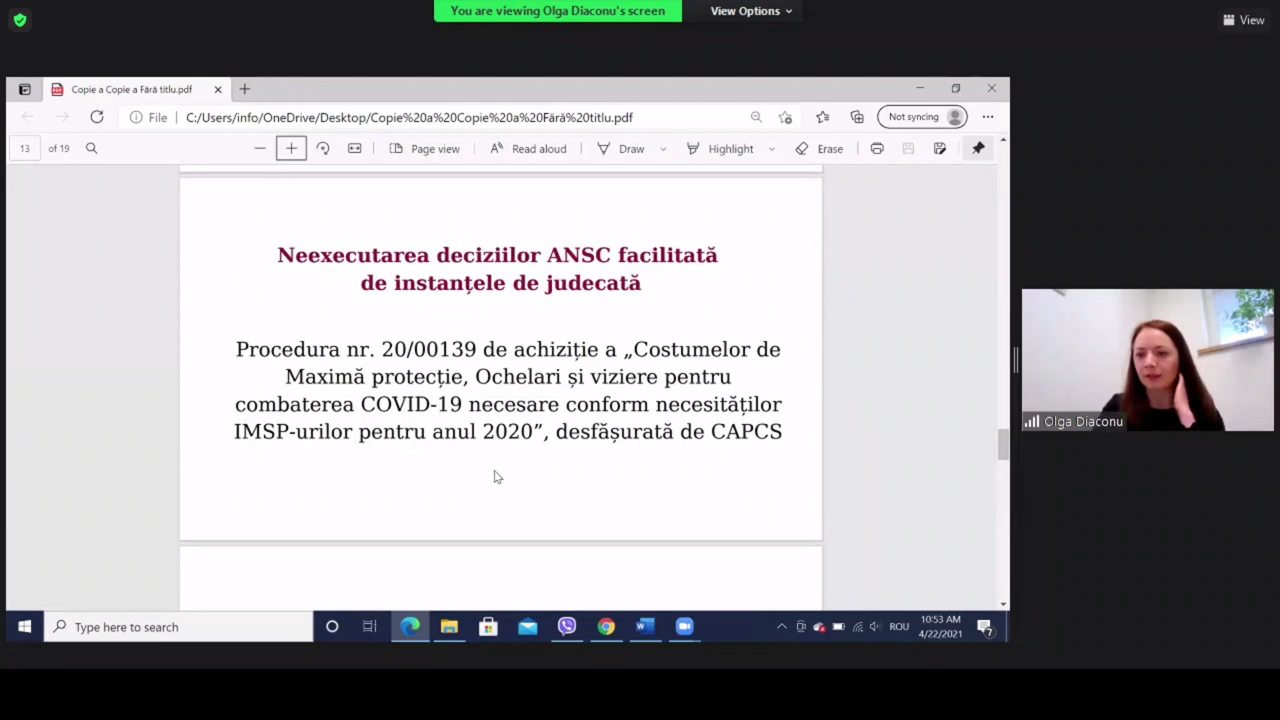 You are viewing Olga Diaconu's screen
View Options
View
Copie a Copie a Fără titlu.pdf
File
C:/Users/info/OneDrive/Desktop/Copie%20a%20Copie%20a%20Fără%20titlu.pdf
Not syncing
13 of 19
Page view
Read aloud
Draw
Highlight
Erase
Neexecutarea deciziilor ANSC facilitată
de instanțele de judecată
Procedura nr. 20/00139 de achiziție a „Costumelor de
Maximă protecție, Ochelari și viziere pentru
combaterea COVID-19 necesare conform necesităților
IMSP-urilor pentru anul 2020”, desfășurată de CAPCS
Olga Diaconu
Type here to search
ROU
10:53 AM
4/22/2021
7